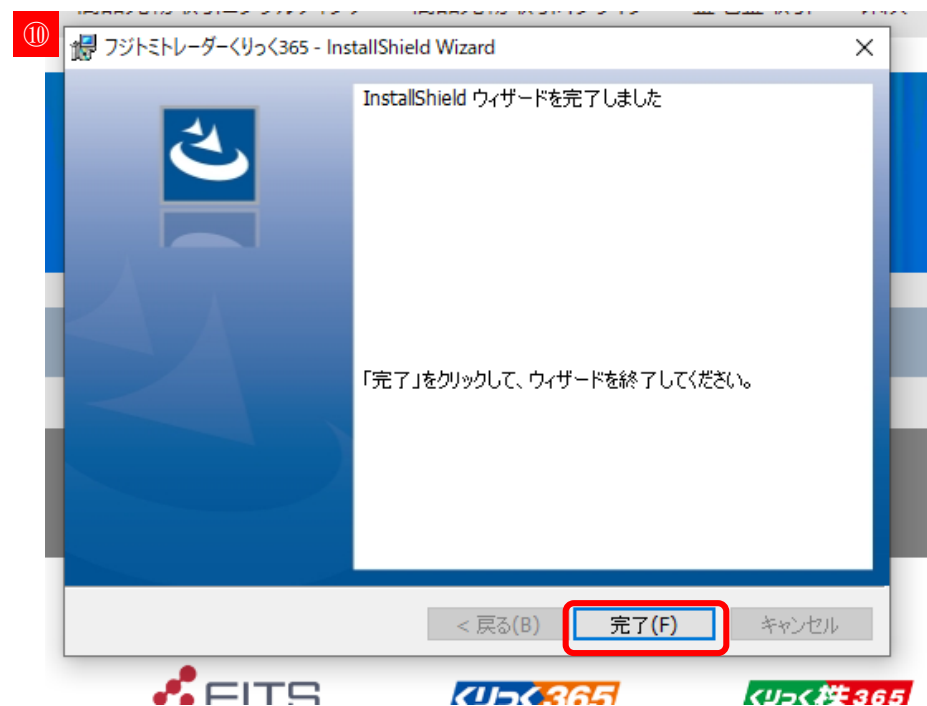 ⑩
フジトミトレーダーくりっく365 - InstallShield Wizard
InstallShield ウィザードを完了しました
「完了」をクリックして、ウィザードを終了してください。
< 戻る(B)
完了(F)
キャンセル
FITS
くりっく365
くりっく株365